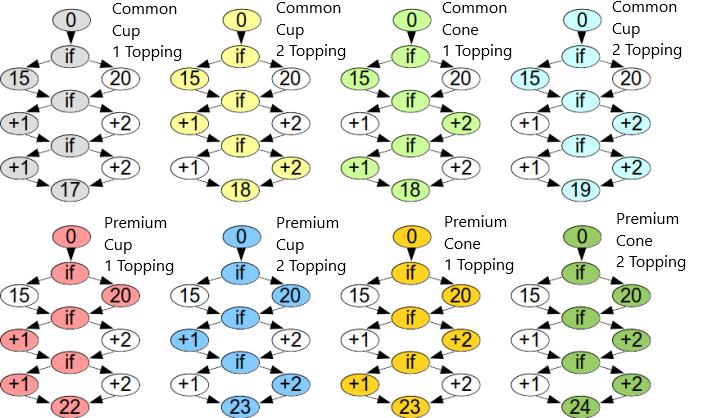 0
Common
Cup
1 Topping
if
15
20
if
+1
+2
if
+1
+2
17
0
Common
Cup
2 Topping
if
15
20
if
+1
+2
if
+1
+2
18
0
Common
Cone
1 Topping
if
15
20
if
+1
+2
if
+1
+2
18
0
Common
Cup
2 Topping
if
15
20
if
+1
+2
if
+1
+2
19
0
Premium
Cup
1 Topping
if
15
20
if
+1
+2
if
+1
+2
22
0
Premium
Cup
2 Topping
if
15
20
if
+1
+2
if
+1
+2
23
0
Premium
Cone
1 Topping
if
15
20
if
+1
+2
if
+1
+2
23
0
Premium
Cone
2 Topping
if
15
20
if
+1
+2
if
+1
+2
24